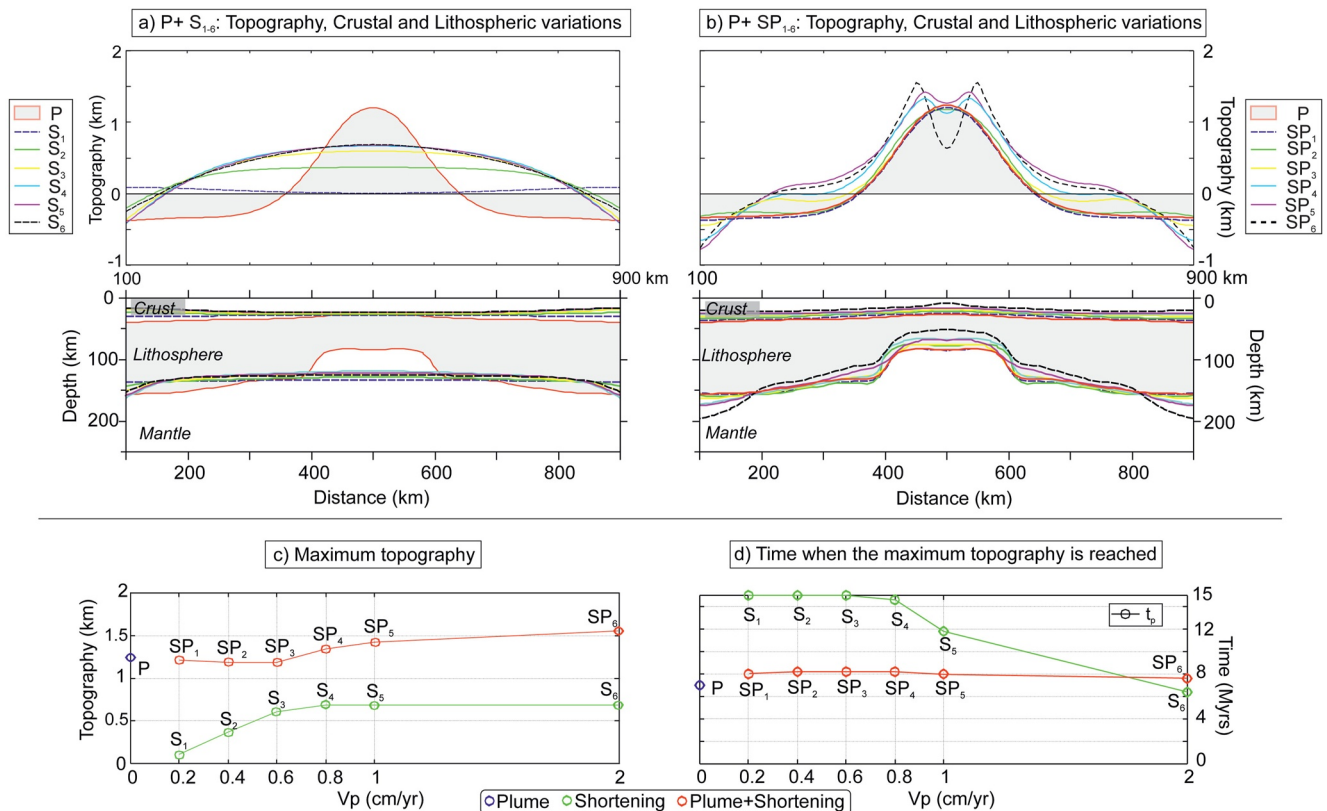 a) P+ S1-6: Topography, Crustal and Lithospheric variations
b) P+ SP1-6: Topography, Crustal and Lithospheric variations
2
1
0
-1
Topography (km)
P
S1
S2
S3
S4
S5
S6
100
900 km
2
1
0
-1
Topography (km)
P
SP1
SP2
SP3
SP4
SP5
SP6
0
100
200
Depth (km)
Crust
Lithosphere
Mantle
200
400
600
800
Distance (km)
Crust
Lithosphere
Mantle
0
100
200
Depth (km)
200
400
600
800
Distance (km)
c) Maximum topography
d) Time when the maximum topography is reached
2
1.5
1
0.5
0
Topography (km)
P
SP1
SP2
SP3
SP4
SP5
SP6
S1
S2
S3
S4
S5
S6
0
0.2
0.4
0.6
0.8
1
2
Vp (cm/yr)
tp
S1
S2
S3
S4
S5
S6
P
SP1
SP2
SP3
SP4
SP5
SP6
15
12
8
4
0
Time (Myrs)
0
0.2
0.4
0.6
0.8
1
2
Vp (cm/yr)
Plume
Shortening
Plume+Shortening